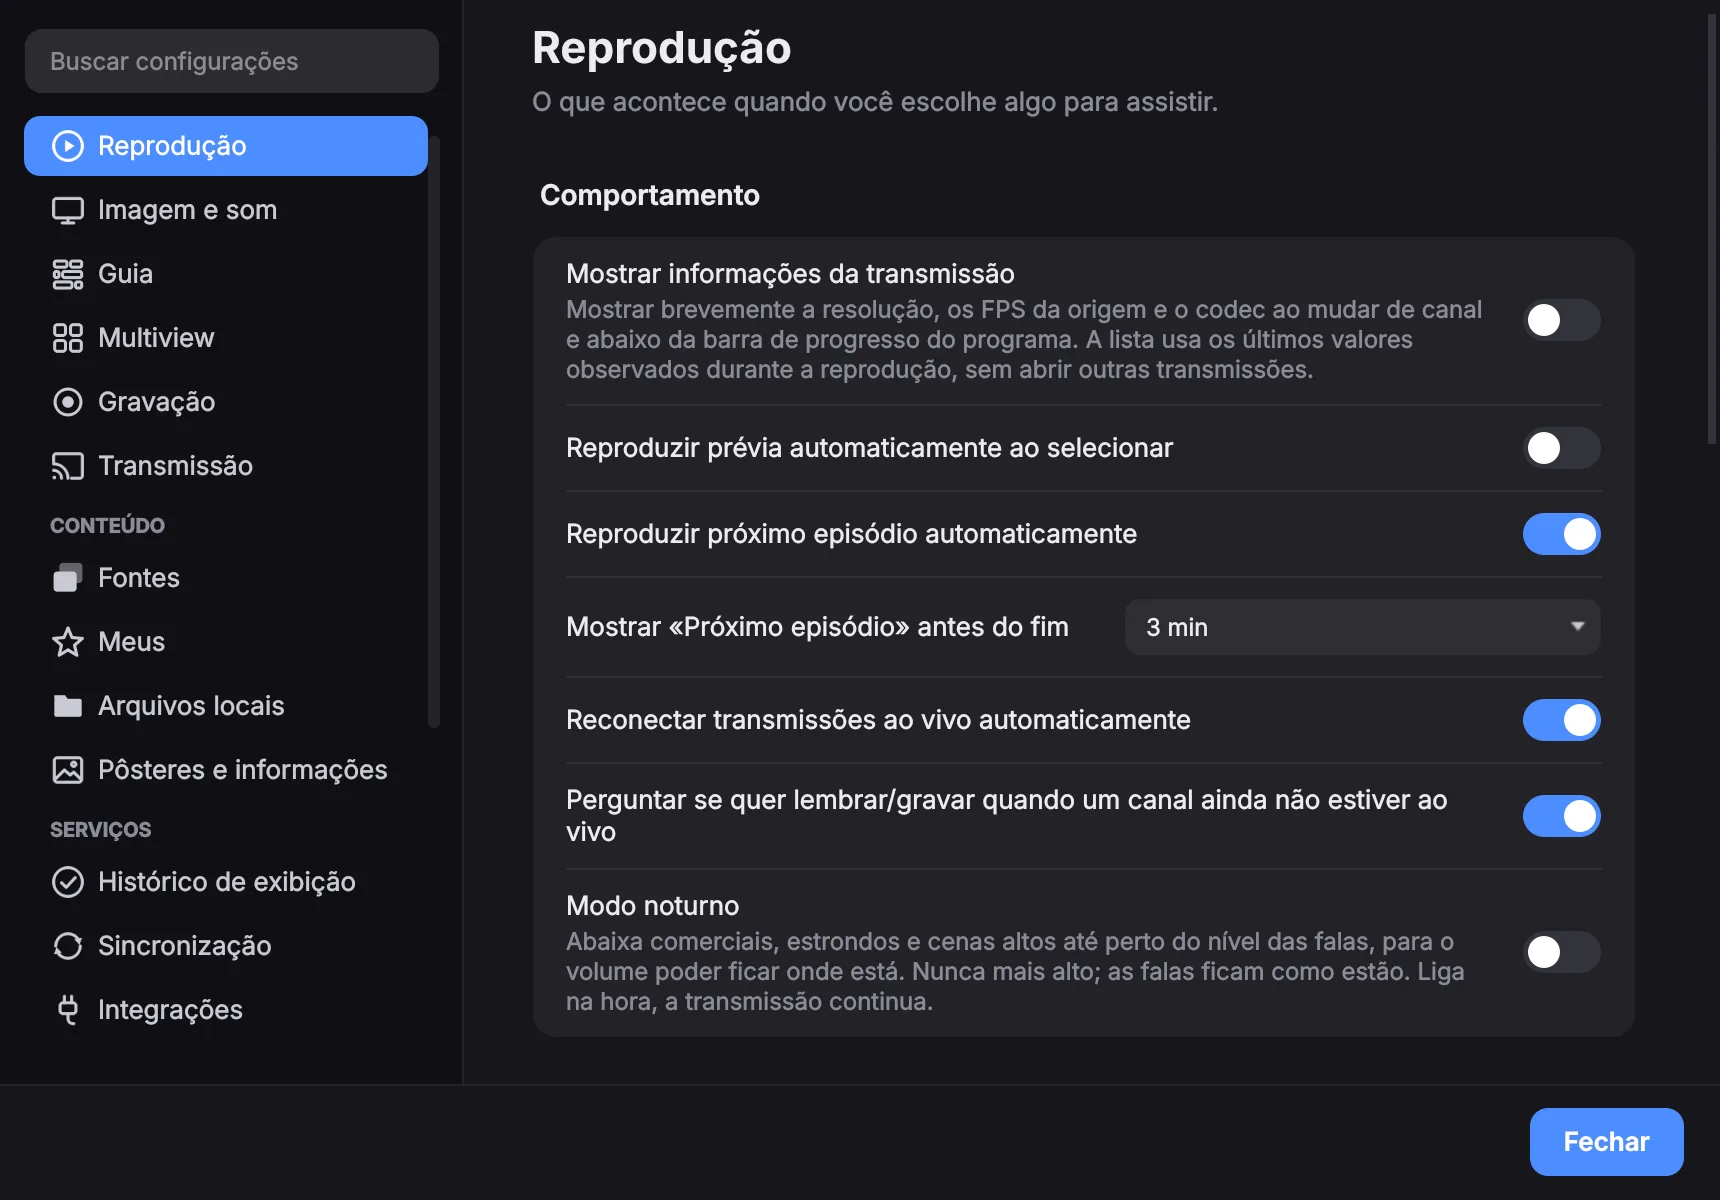 Buscar configurações
Reprodução
Imagem e som
Guia
Multiview
Gravação
Transmissão
CONTEÚDO
Fontes
Meus
Arquivos locais
Pôsteres e informações
SERVIÇOS
Histórico de exibição
Sincronização
Integrações
Reprodução
O que acontece quando você escolhe algo para assistir.
Comportamento
Mostrar informações da transmissão
Mostrar brevemente a resolução, os FPS da origem e o codec ao mudar de canal
e abaixo da barra de progresso do programa. A lista usa os últimos valores
observados durante a reprodução, sem abrir outras transmissões.
Reproduzir prévia automaticamente ao selecionar
Reproduzir próximo episódio automaticamente
Mostrar «Próximo episódio» antes do fim
3 min
Reconectar transmissões ao vivo automaticamente
Perguntar se quer lembrar/gravar quando um canal ainda não estiver ao
vivo
Modo noturno
Abaixa comerciais, estrondos e cenas altos até perto do nível das falas, para o
volume poder ficar onde está. Nunca mais alto; as falas ficam como estão. Liga
na hora, a transmissão continua.
Fechar